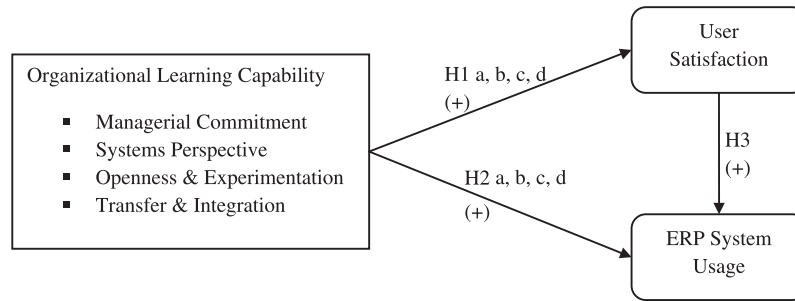 Organizational Learning Capability
▪ Managerial Commitment
▪ Systems Perspective
▪ Openness & Experimentation
▪ Transfer & Integration
H1 a, b, c, d
(+)
H2 a, b, c, d
(+)
User
Satisfaction
H3
(+)
ERP System
Usage